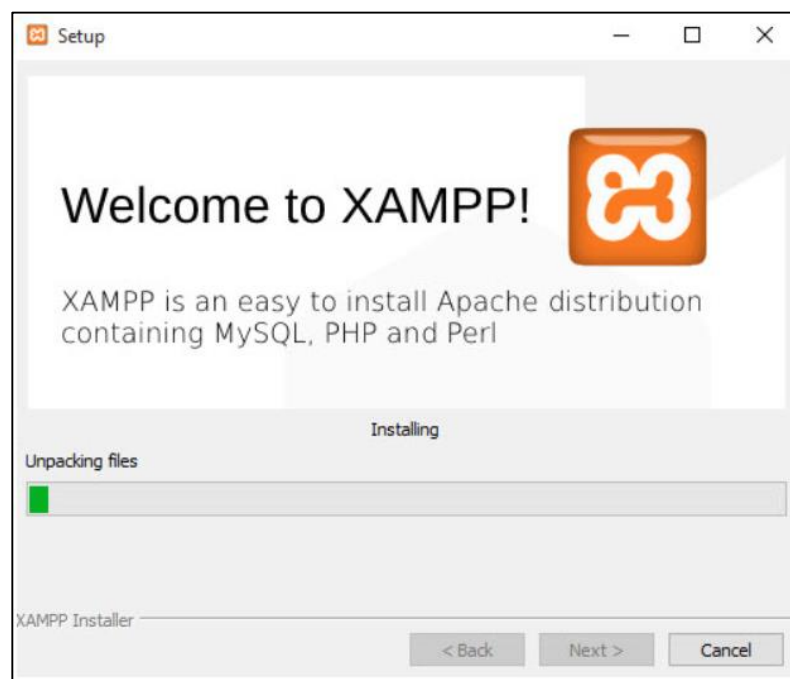 Setup
Welcome to XAMPP!
XAMPP is an easy to install Apache distribution
containing MySQL, PHP and Perl
Installing
Unpacking files
XAMPP Installer
< Back
Next >
Cancel